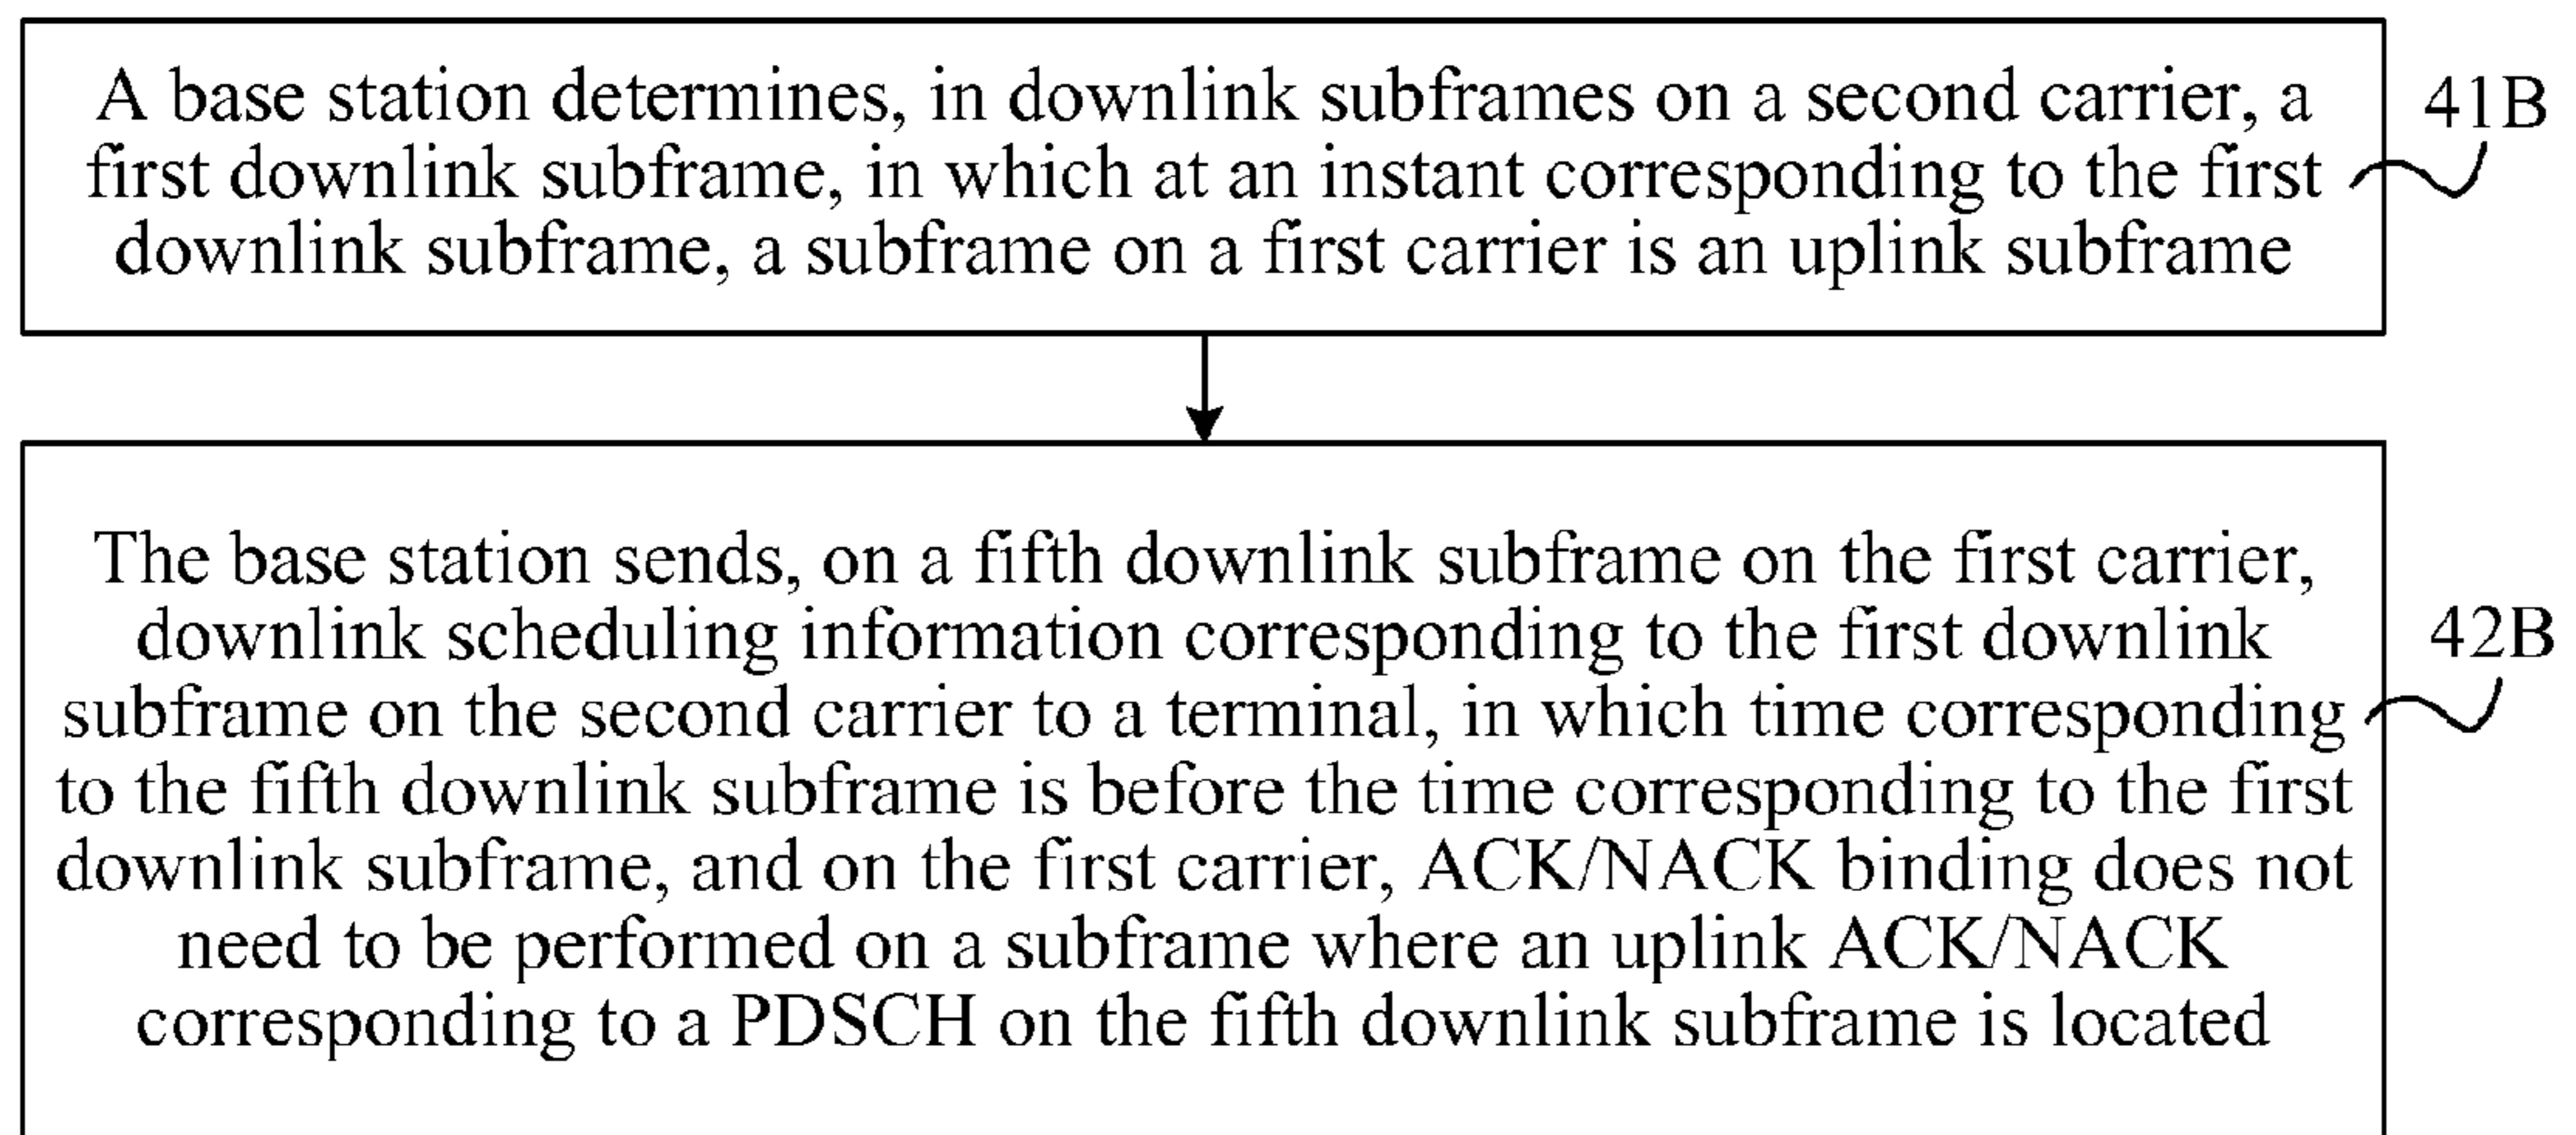 A base station determines, in downlink subframes on a second carrier, a
first downlink subframe, in which at an instant corresponding to the first
downlink subframe, a subframe on a first carrier is an uplink subframe
41B
The base station sends, on a fifth downlink subframe on the first carrier,
downlink scheduling information corresponding to the first downlink
subframe on the second carrier to a terminal, in which time corresponding
to the fifth downlink subframe is before the time corresponding to the first
downlink subframe, and on the first carrier, ACK/NACK binding does not
need to be performed on a subframe where an uplink ACK/NACK
corresponding to a PDSCH on the fifth downlink subframe is located
42B